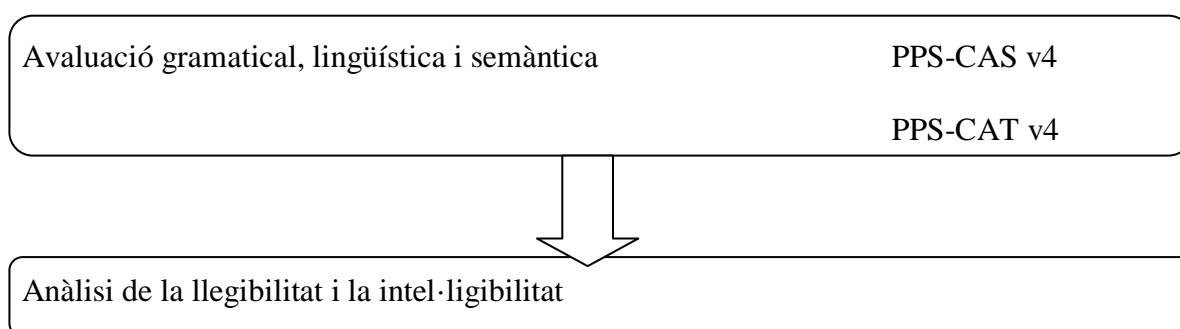 Avaluació gramatical, lingüística i semàntica PPS-CAS v4
PPS-CAT v4
Anàlisi de la llegibilitat i la intel·ligibilitat